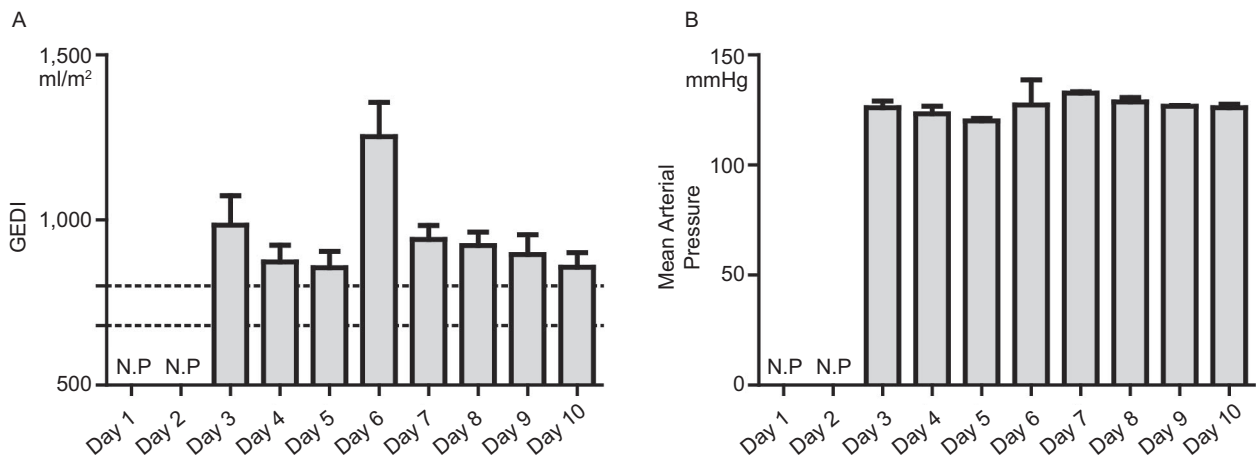 A
1,500
ml/m²
1,000
500
GEDI
N.P N.P
Day 1 Day 2 Day 3 Day 4 Day 5 Day 6 Day 7 Day 8 Day 9 Day 10
B
150
mmHg
100
50
0
Mean Arterial
Pressure
N.P N.P
Day 1 Day 2 Day 3 Day 4 Day 5 Day 6 Day 7 Day 8 Day 9 Day 10